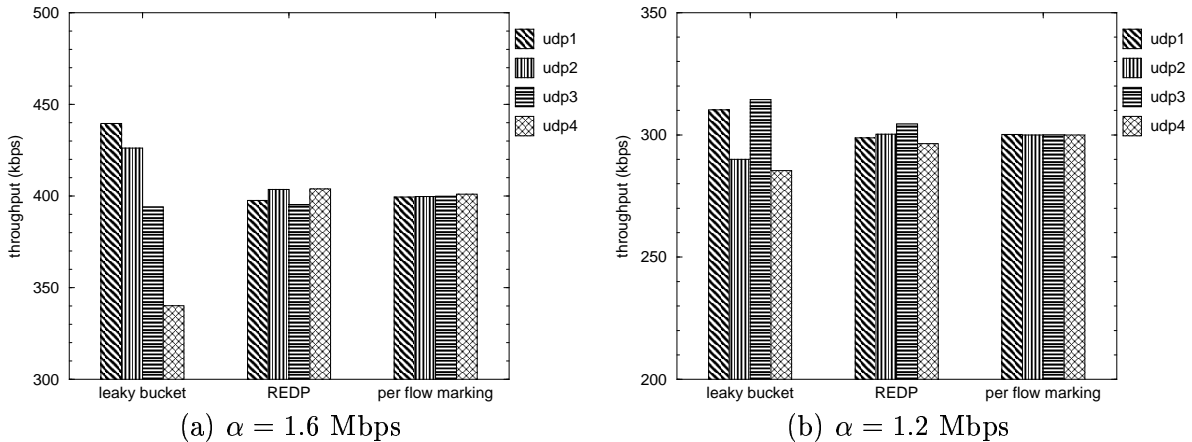 500
450
400
350
300
throughput (kbps)
leaky bucket
REDP
per flow marking
udp1
udp2
udp3
udp4
(a) α = 1.6 Mbps
350
300
250
200
throughput (kbps)
leaky bucket
REDP
per flow marking
udp1
udp2
udp3
udp4
(b) α = 1.2 Mbps